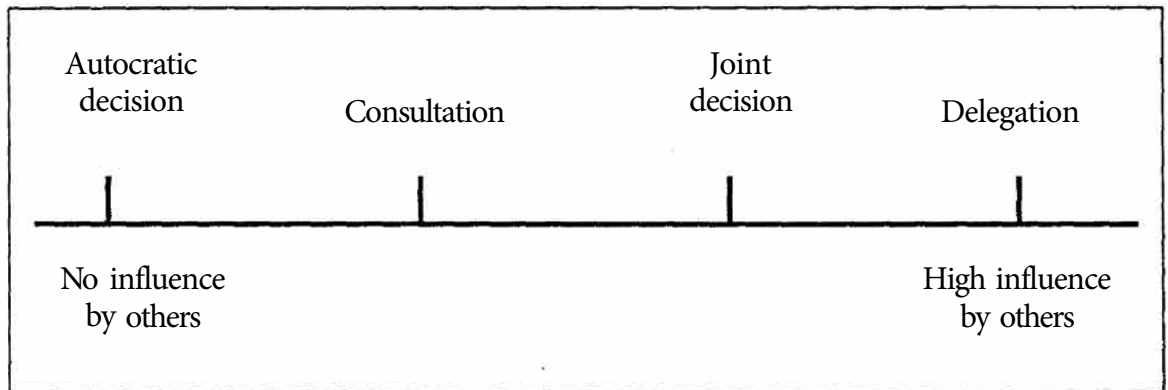 Autocratic
decision
Consultation
Joint
decision
Delegation
No influence
by others
High influence
by others